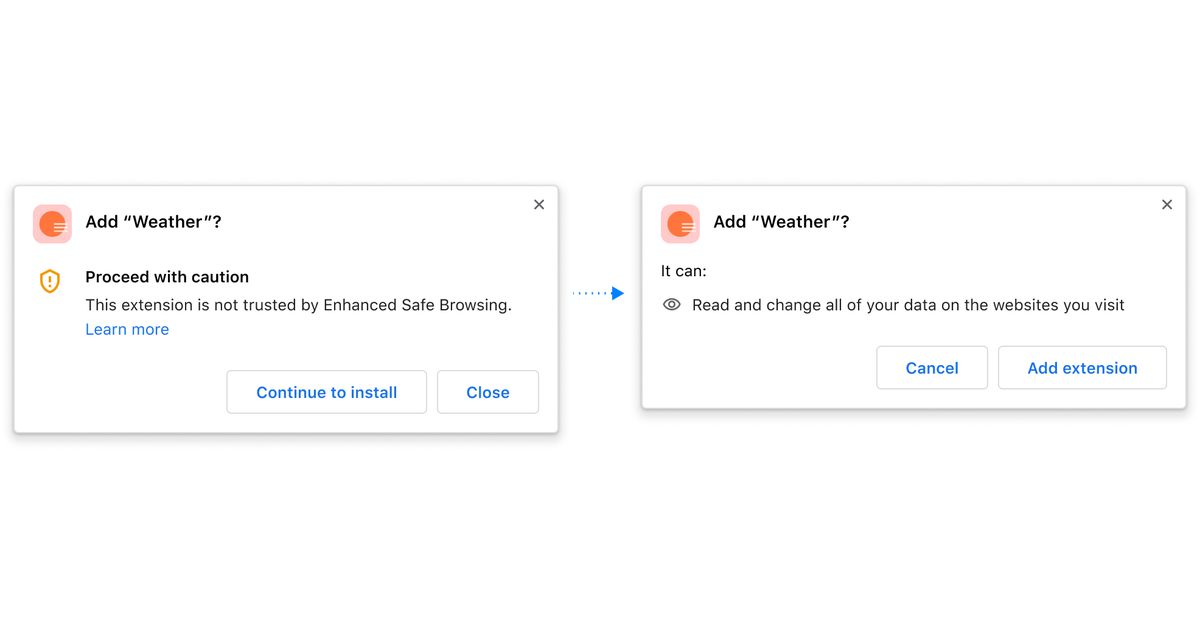 Add “Weather”?
Proceed with caution
This extension is not trusted by Enhanced Safe Browsing.
Learn more
Continue to install
Close
Add “Weather”?
It can:
Read and change all of your data on the websites you visit
Cancel
Add extension